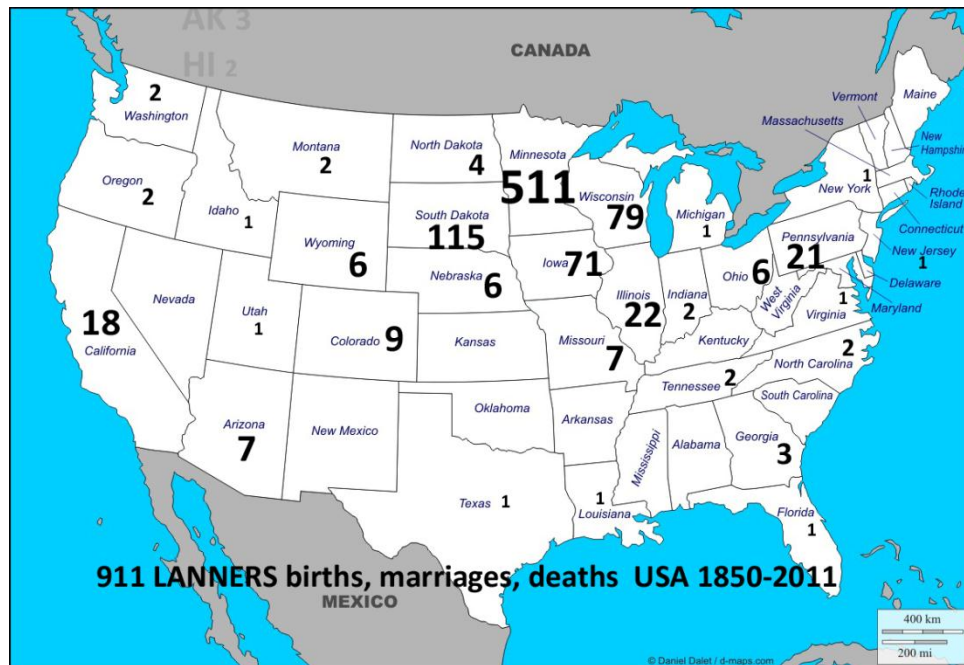 AK 3
HI 2
CANADA
2
Washington
Montana
2
North Dakota
4
Minnesota
511
Wisconsin
79
Michigan
1
Vermont
Massachusetts
Maine
New
Hampshire
1
New York
Rhode
Island
Connecticut
Oregon
2
Idaho
1
Wyoming
6
South Dakota
115
Nebraska
6
Iowa
71
Illinois
22
Indiana
2
Ohio
6
Pennsylvania
21
New Jersey
1
Delaware
Maryland
West
Virginia
1
Virginia
18
California
Nevada
Utah
1
Colorado
9
Kansas
Missouri
7
Kentucky
2
North Carolina
Tennessee
2
South Carolina
Arizona
7
New Mexico
Oklahoma
Arkansas
Mississippi
Alabama
Georgia
3
Texas 1
1
Louisiana
Florida
1
911 LANNERS births, marriages, deaths USA 1850-2011
MEXICO
400 km
200 mi
© Daniel Dalet / d-maps.com